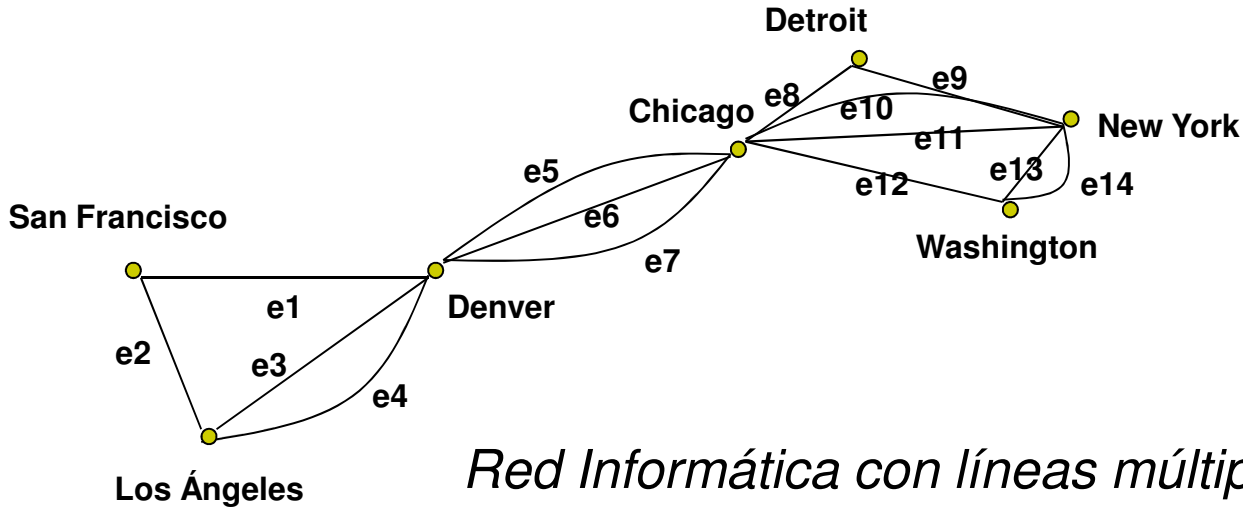 Detroit
e9
e8
e10
Chicago
New York
e11
e5
e13
e12
e14
San Francisco
e6
Washington
e7
e1
Denver
e2
e3
e4
Red Informática con líneas múltip
Los Ángeles